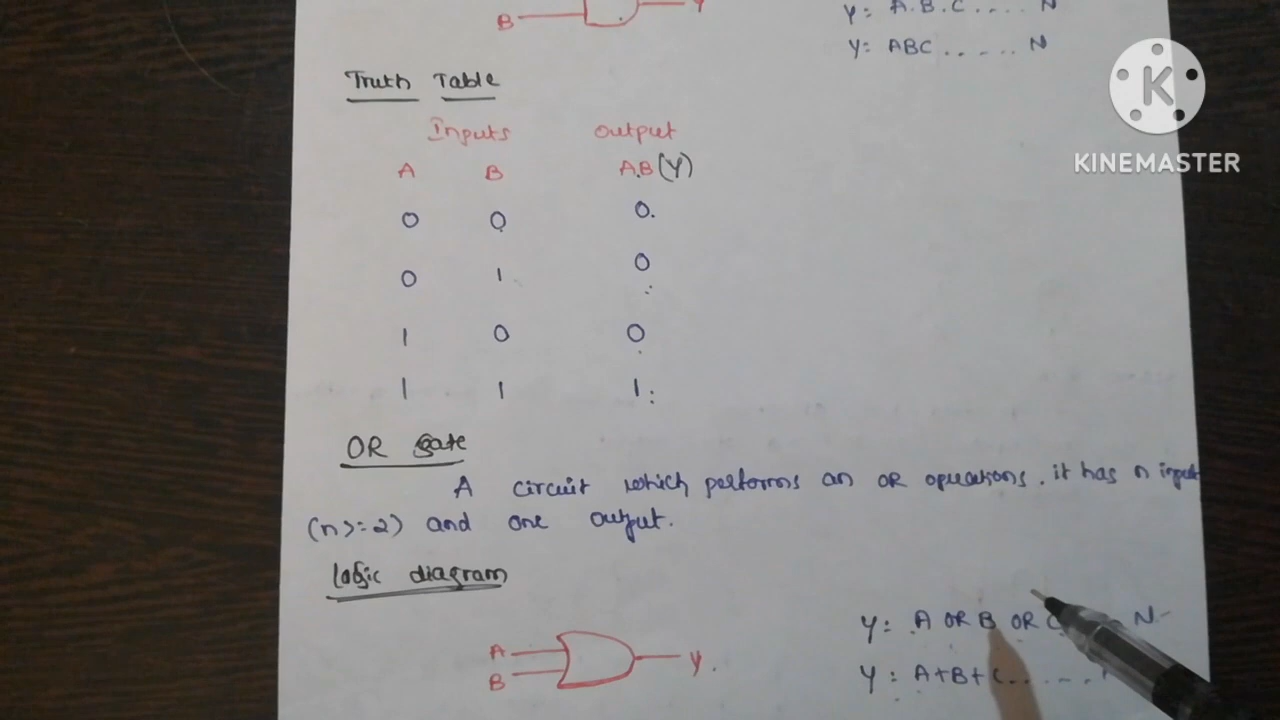 Y: A.B.C .... N
B Y
Y: ABC ..... N
Truth Table
Inputs Output
A B A.B (Y)
0 0 0.
0 1 0
1 0 0
1 1 1
OR Gate
A circuit which performs an OR operations. it has n input
(n>=2) and one output.
Logic diagram
A
B
Y.
Y: A OR B OR C N
Y: A+B+C......
K
KINEMASTER